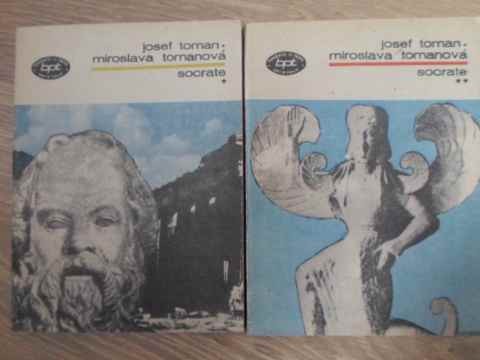 josef toman,
miroslava tomanová
socrate
*
bpt
josef toman,
miroslava tomanová
socrate
**
bpt